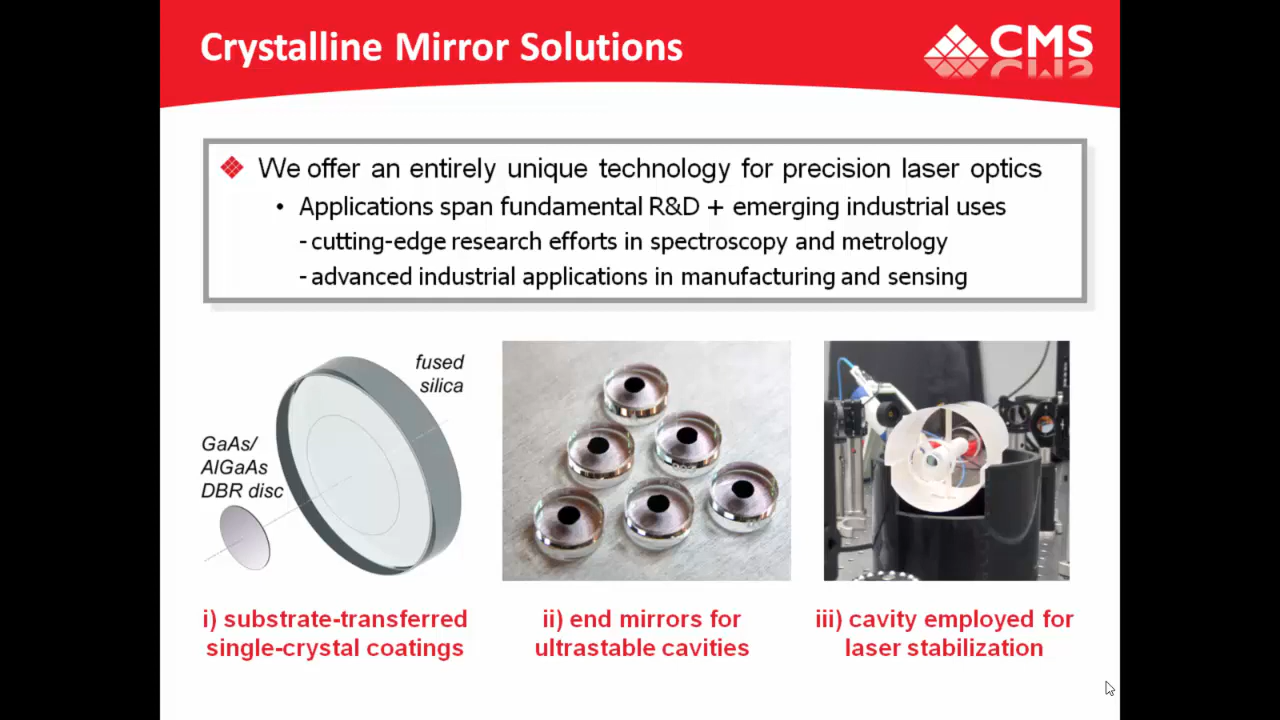 Crystalline Mirror Solutions
CMS
We offer an entirely unique technology for precision laser optics
• Applications span fundamental R&D + emerging industrial uses
- cutting-edge research efforts in spectroscopy and metrology
- advanced industrial applications in manufacturing and sensing
fused
silica
GaAs/
AlGaAs
DBR disc
i) substrate-transferred
single-crystal coatings
ii) end mirrors for
ultrastable cavities
iii) cavity employed for
laser stabilization